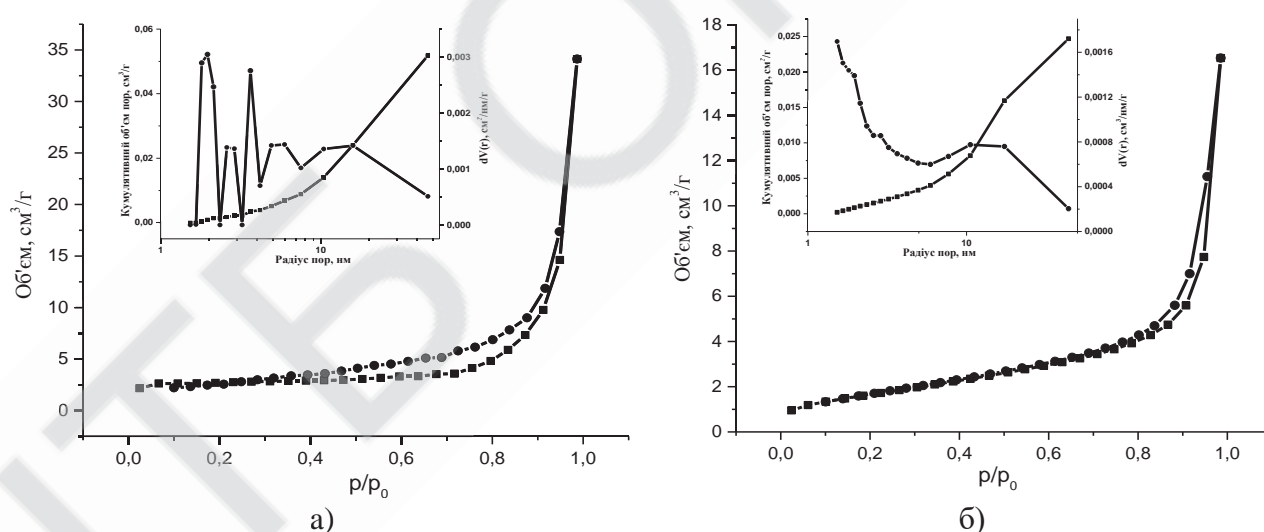 35
30
25
20
15
10
5
0
Об'єм, см³/г
0,0 0,2 0,4 0,6 0,8 1,0
p/p₀
0,06
0,04
0,02
0,00
Кумулятивний об'єм пор, см³/г
0,003
0,002
0,001
0,000
dV(r), см³/нм/г
1 10
Радіус пор, нм
а)
18
16
14
12
10
8
6
4
2
0
Об'єм, см³/г
0,0 0,2 0,4 0,6 0,8 1,0
p/p₀
0,025
0,020
0,015
0,010
0,005
0,000
Кумулятивний об'єм пор, см³/г
0,0016
0,0012
0,0008
0,0004
0,0000
dV(r), см³/нм/г
1 10
Радіус пор, нм
б)